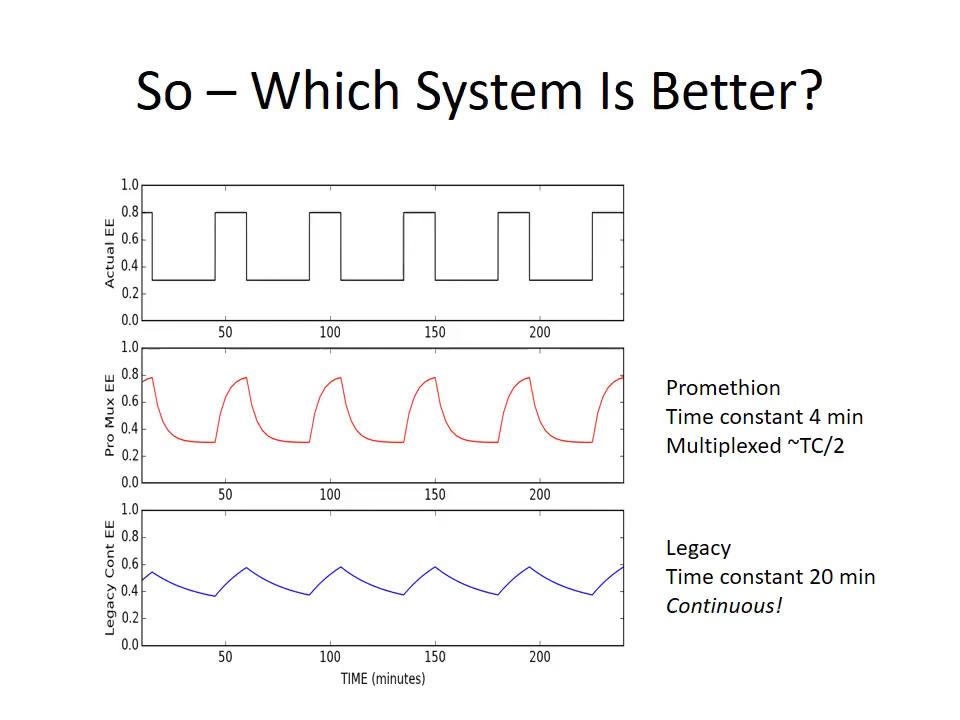 So – Which System Is Better?
Actual EE
1.0
0.8
0.6
0.4
0.2
0.0
50 100 150 200
Pro Mux EE
1.0
0.8
0.6
0.4
0.2
0.0
50 100 150 200
Promethion
Time constant 4 min
Multiplexed ~TC/2
Legacy Cont EE
1.0
0.8
0.6
0.4
0.2
0.0
50 100 150 200
TIME (minutes)
Legacy
Time constant 20 min
Continuous!